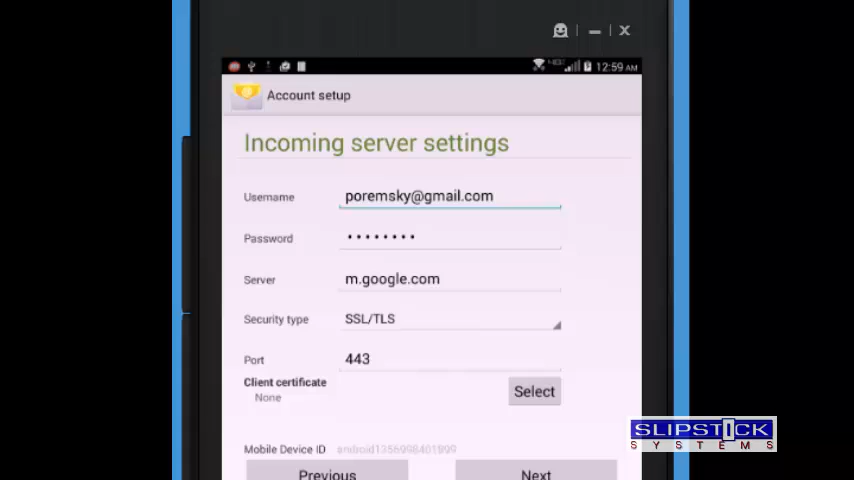 12:59 AM
Account setup
Incoming server settings
Username poremsky@gmail.com
Password ••••••••
Server m.google.com
Security type SSL/TLS
Port 443
Client certificate
None
Select
Mobile Device ID android1356998401999
Previous Next
SLIPSTICK
SYSTEMS